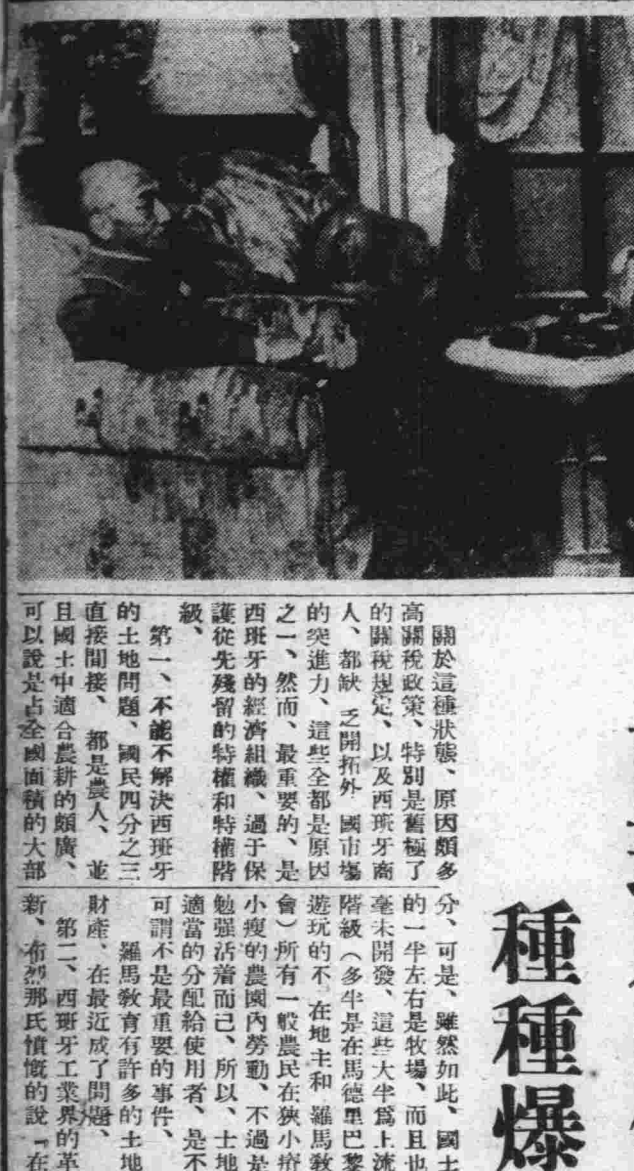 種種爆
關於這種狀態、原因頗多
高關稅政策、特別是舊極了
的關稅規定、以及西班牙商
人、都缺乏開拓外國市場
的突進力、這些全都是原因
之一、然而、最重要的、是
西班牙的經濟組織、過于保
護從先殘留的特權和特權階
級、
第一、不能不解決西班牙
的土地問題、國民四分之三
直接間接、都是農人、並
且國土中適合農耕的頗廣、
可以說是占全國面積的大部
分、可是、雖然如此、國土
的一半左右是牧場、而且也
毫未開發、這些大半爲上流
階級（多半是在馬德里巴黎
遊玩的不在地主和羅馬教
會）所有一般農民在狹小瘠
小瘦的農園內勞動、不過是
勉强活着而已、所以、土地
適當的分配給使用者、是不
可謂不是最重要的事件、
羅馬教育有許多的土地
財產、在最近成了問題、
第二、西班牙工業界的革
新、布烈那氏憤慨的說『在